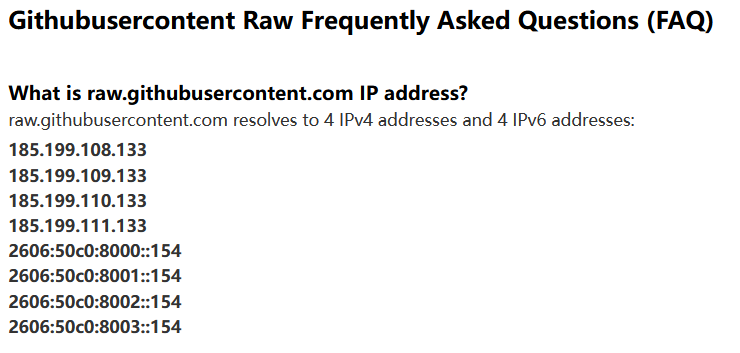 Githubusercontent Raw Frequently Asked Questions (FAQ)
What is raw.githubusercontent.com IP address?
raw.githubusercontent.com resolves to 4 IPv4 addresses and 4 IPv6 addresses:
185.199.108.133
185.199.109.133
185.199.110.133
185.199.111.133
2606:50c0:8000::154
2606:50c0:8001::154
2606:50c0:8002::154
2606:50c0:8003::154